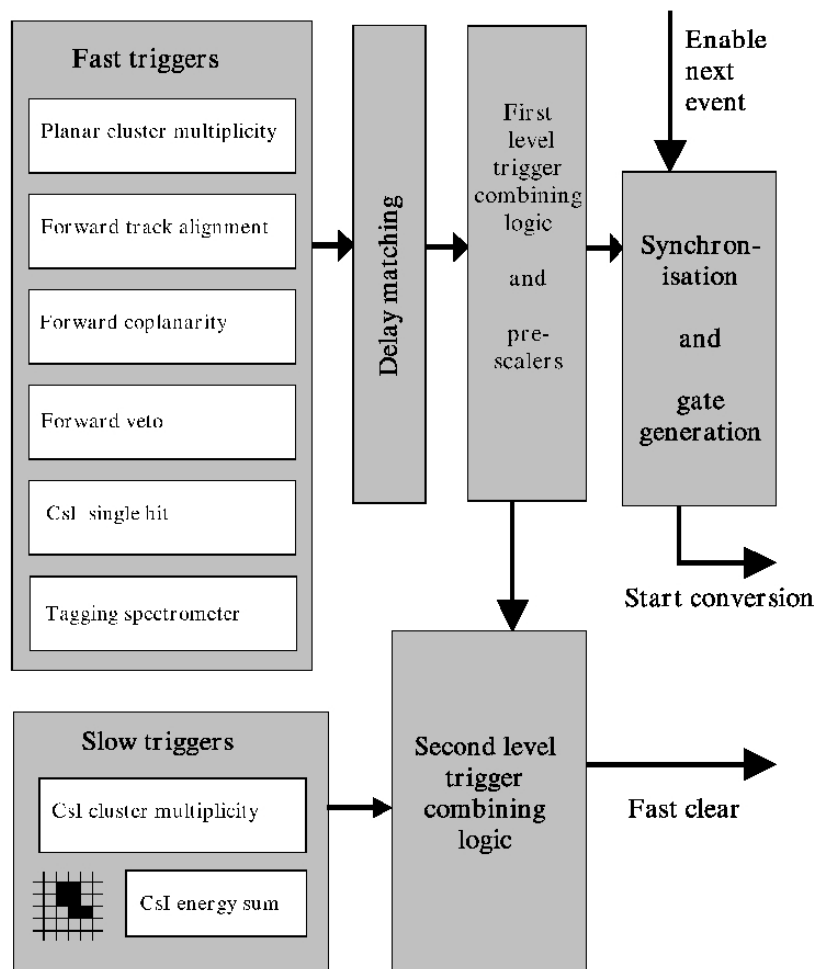 Fast triggers
Planar cluster multiplicity
Forward track alignment
Forward coplanarity
Forward veto
CsI single hit
Tagging spectrometer
Delay matching
First
level
trigger
combining
logic
and
pre-
scalers
Enable
next
event
Synchron-
isation
and
gate
generation
Start conversion
Slow triggers
CsI cluster multiplicity
CsI energy sum
Second level
trigger
combining
logic
Fast clear